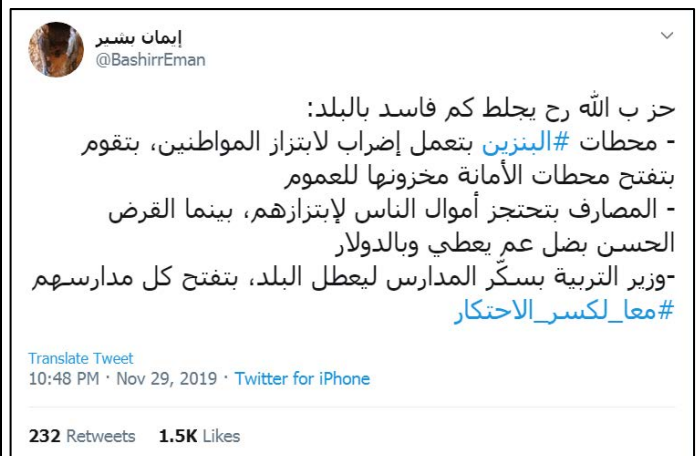 إيمان بشير
@BashirrEman
حز ب الله رح يجلط كم فاسد بالبلد:
- محطات #البنزين بتعمل إضراب لابتزاز المواطنين، بتقوم
بتفتح محطات الأمانة مخزونها للعموم
- المصارف بتحتجز أموال الناس لإبتزازهم، بينما القرض
الحسن بضل عم يعطي وبالدولار
-وزير التربية بسكّر المدارس ليعطل البلد، بتفتح كل مدارسهم
#معا_لكسر_الاحتكار
Translate Tweet
10:48 PM · Nov 29, 2019 · Twitter for iPhone
232 Retweets 1.5K Likes